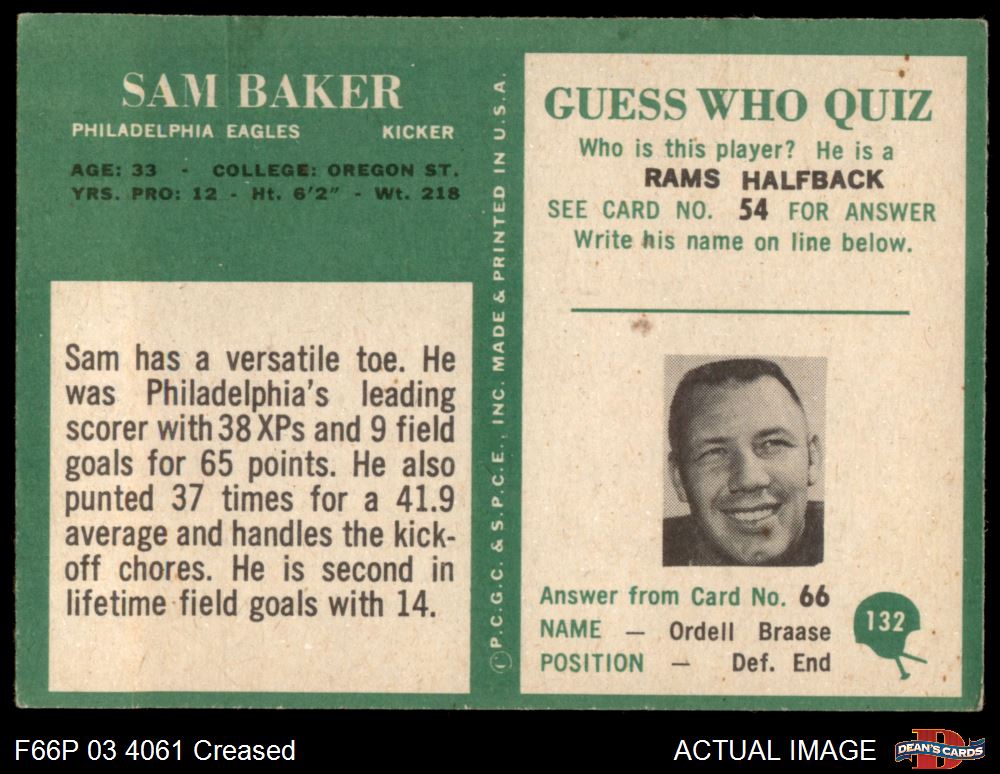 SAM BAKER
PHILADELPHIA EAGLES KICKER
AGE: 33 - COLLEGE: OREGON ST.
YRS. PRO: 12 - Ht. 6'2" - Wt. 218
Sam has a versatile toe. He
was Philadelphia's leading
scorer with 38 XPs and 9 field
goals for 65 points. He also
punted 37 times for a 41.9
average and handles the kick-
off chores. He is second in
lifetime field goals with 14.
© P.C.G.C. & S.P.C.E., INC. MADE & PRINTED IN U.S.A.
GUESS WHO QUIZ
Who is this player? He is a
RAMS HALFBACK
SEE CARD NO. 54 FOR ANSWER
Write his name on line below.
Answer from Card No. 66
NAME — Ordell Braase
POSITION — Def. End
132
F66P 03 4061 Creased
ACTUAL IMAGE
DEAN'S CARDS